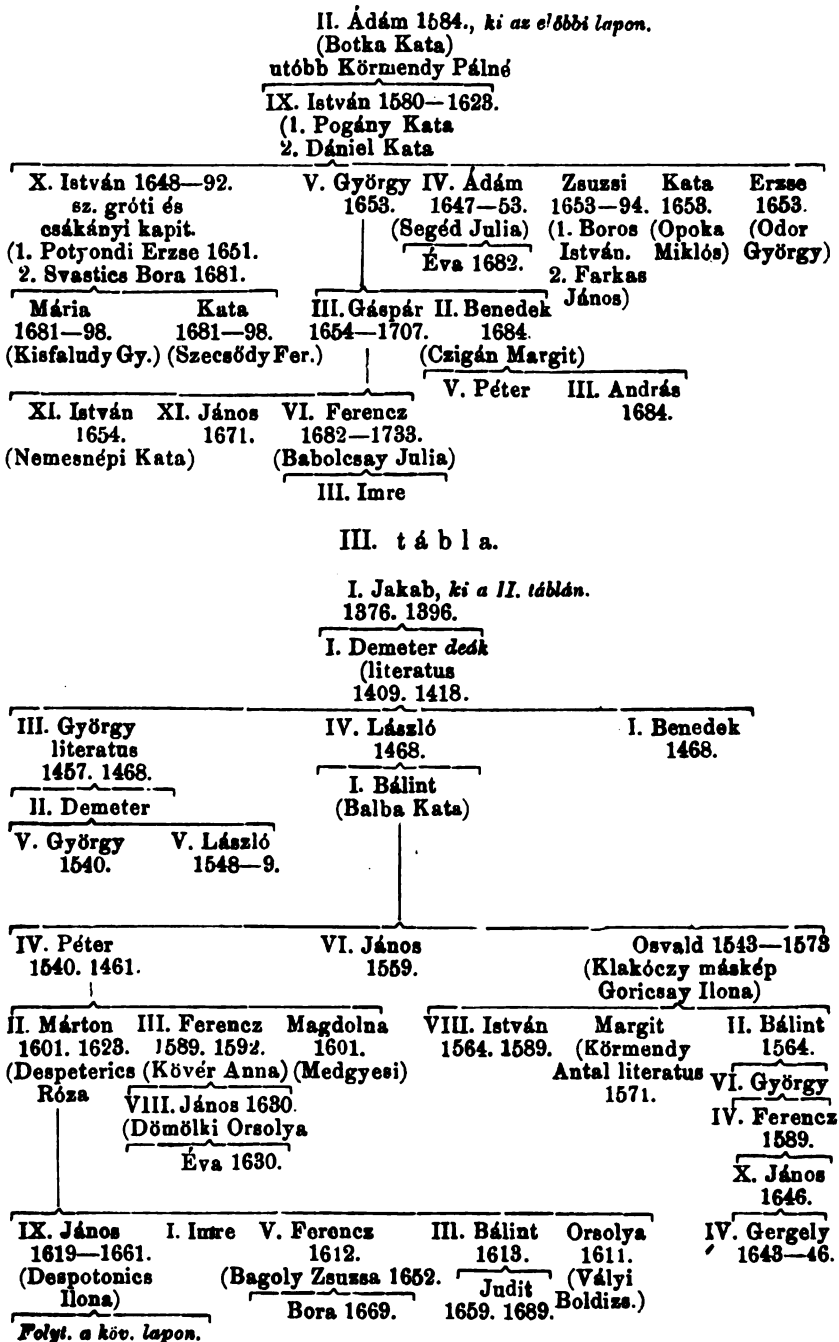 II. Ádám 1584., ki az előbbi lapon.
(Botka Kata)
utóbb Körmendy Pálné
IX. István 1580—1623.
(1. Pogány Kata
2. Dániel Kata
X. István 1648—92. V. György IV. Ádám Zsuzsi Kata Erzse
sz. gróti és 1653. 1647—53. 1653—94. 1653. 1653.
csákányi kapit. (Segéd Julia) (1. Boros (Opoka (Odor
(1. Potyondi Erzse 1651. Éva 1682. István. Miklós) György)
2. Svastics Bora 1681. 2. Farkas
János)
Mária Kata III. Gáspár II. Benedek
1681—98. 1681—98. 1654—1707. 1684.
(Kisfaludy Gy.) (Szecsődy Fer.) (Czigán Margit)
V. Péter III. András
1684.
XI. István XI. János VI. Ferencz
1654. 1671. 1682—1733.
(Nemesnépi Kata) (Babolcsay Julia)
III. Imre
III. tábla.
I. Jakab, ki a II. táblán.
1376. 1396.
I. Demeter deák
(literatus
1409. 1418.
III. György IV. László I. Benedek
literatus 1468. 1468.
1457. 1468. I. Bálint
II. Demeter (Balba Kata)
V. György V. László
1540. 1548—9.
IV. Péter VI. János Osvald 1543—1573
1540. 1461. 1559. (Klakóczy máskép
Goricsay Ilona)
II. Márton III. Ferencz Magdolna VIII. István Margit II. Bálint
1601. 1623. 1589. 1592. 1601. 1564. 1589. (Körmendy 1564.
(Despeterics (Kövér Anna) (Medgyesi) Antal literatus VI. György
Róza VIII. János 1630. 1571. IV. Ferencz
(Dömölki Orsolya 1589.
Éva 1630. X. János
1646.
IX. János I. Imre V. Ferencz III. Bálint Orsolya IV. Gergely
1619—1661. 1612. 1613. 1611. 1643—46.
(Despotonics (Bagoly Zsuzsa 1652. Judit (Vályi
Ilona) Bora 1669. 1659. 1689. Boldizs.)
Folyt. a köv. lapon.